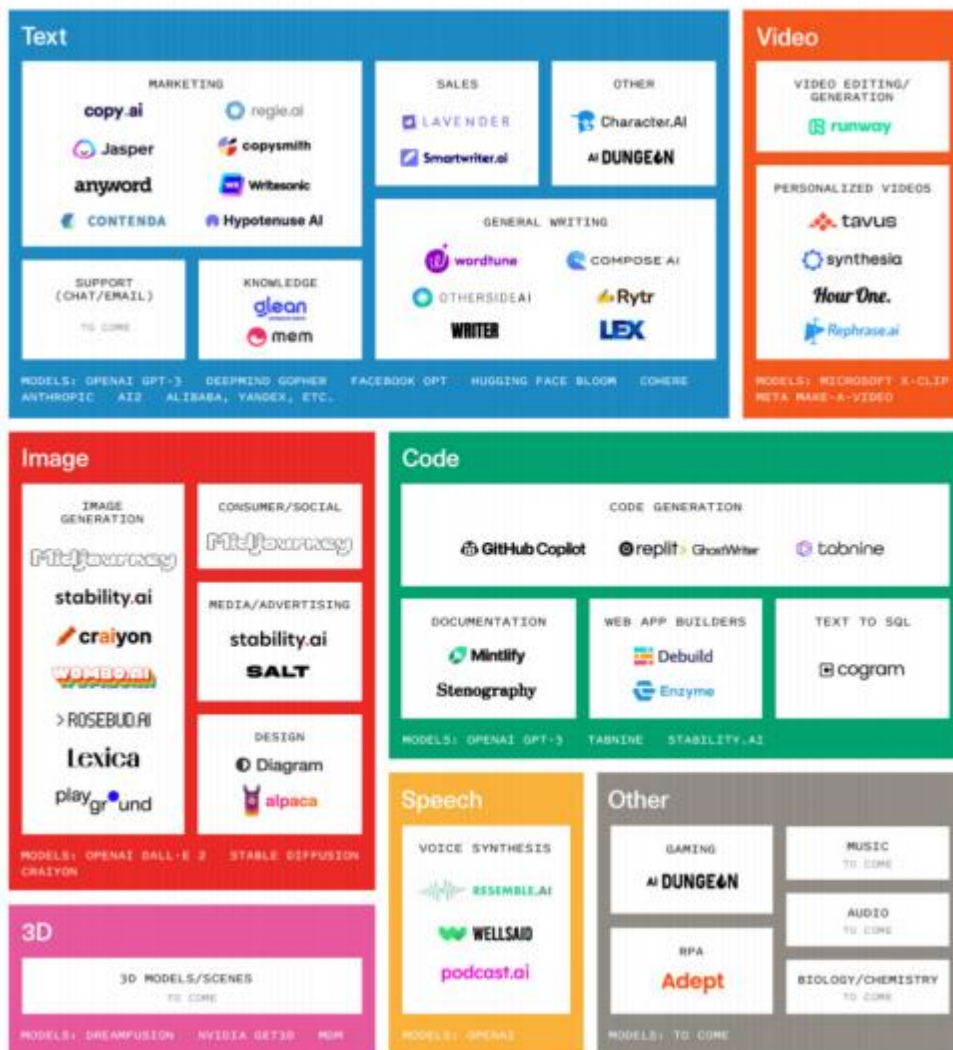 Text
MARKETING
copy.ai
regie.ai
Jasper
copysmith
anyword
Writesonic
CONTENDA
Hypotenuse AI
SALES
LAVENDER
Smartwriter.ai
OTHER
Character.AI
AI DUNGEON
SUPPORT
(CHAT/EMAIL)
TO COME
KNOWLEDGE
glean
mem
GENERAL WRITING
wordtune
COMPOSE AI
OTHERSIDEAI
Rytr
WRITER
LEX
MODELS: OPENAI GPT-3 DEEPMIND GOPHER FACEBOOK OPT HUGGING FACE BLOOM COHERE
ANTHROPIC AI2 ALIBABA, YANDEX, ETC.
Video
VIDEO EDITING/
GENERATION
runway
PERSONALIZED VIDEOS
tavus
synthesia
Hour One.
Rephrase.ai
MODELS: MICROSOFT X-CLIP
META MAKE-A-VIDEO
Image
IMAGE
GENERATION
Midjourney
stability.ai
craiyon
WOMBO.AI
>ROSEBUD.AI
Lexica
playground
CONSUMER/SOCIAL
Midjourney
MEDIA/ADVERTISING
stability.ai
SALT
DESIGN
Diagram
alpaca
MODELS: OPENAI DALL-E 2 STABLE DIFFUSION
CRAIYON
Code
CODE GENERATION
GitHub Copilot
replit GhostWriter
tabnine
DOCUMENTATION
Mintlify
Stenography
WEB APP BUILDERS
Debuild
Enzyme
TEXT TO SQL
cogram
MODELS: OPENAI GPT-3 TABNINE STABILITY.AI
3D
3D MODELS/SCENES
TO COME
MODELS: DREAMFUSION NVIDIA GET3D MDM
Speech
VOICE SYNTHESIS
RESEMBLE.AI
WELLSAID
podcast.ai
MODELS: OPENAI
Other
GAMING
AI DUNGEON
RPA
Adept
MUSIC
TO COME
AUDIO
TO COME
BIOLOGY/CHEMISTRY
TO COME
MODELS: TO COME